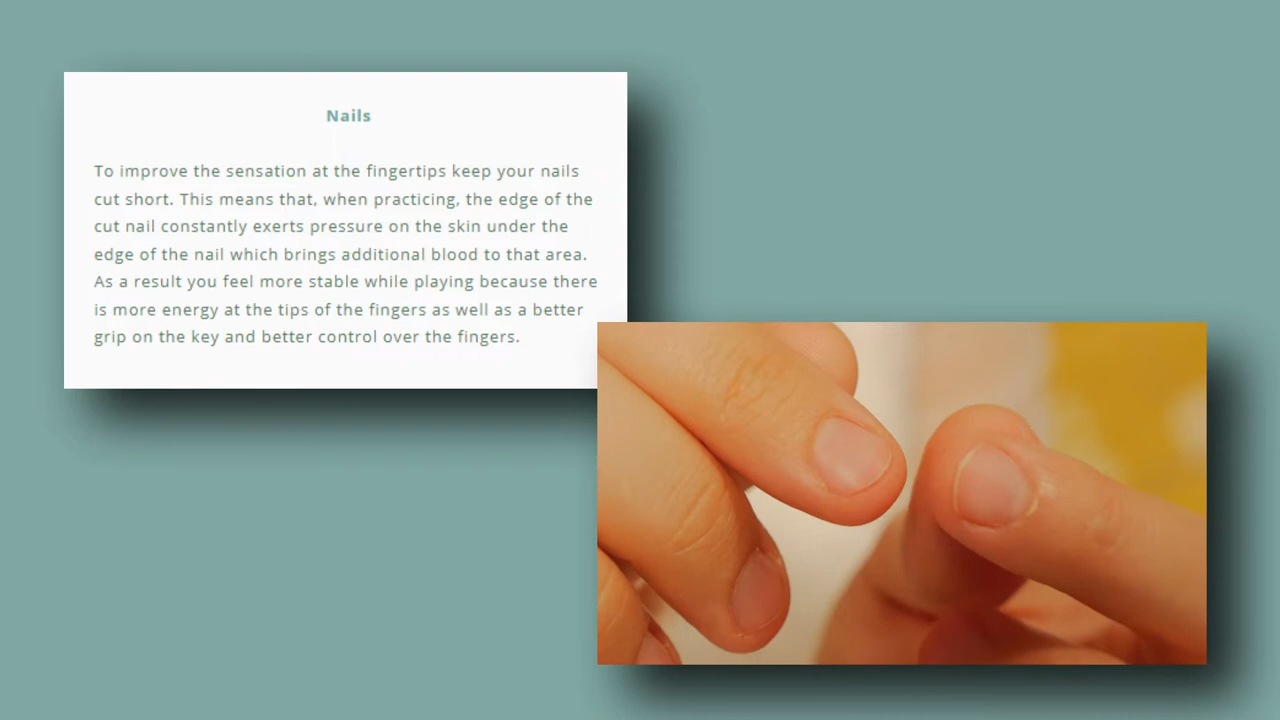 Nails
To improve the sensation at the fingertips keep your nails
cut short. This means that, when practicing, the edge of the
cut nail constantly exerts pressure on the skin under the
edge of the nail which brings additional blood to that area.
As a result you feel more stable while playing because there
is more energy at the tips of the fingers as well as a better
grip on the key and better control over the fingers.